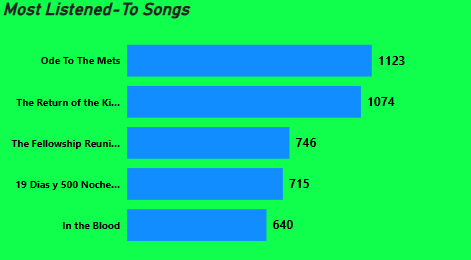 Most Listened-To Songs
Ode To The Mets 1123
The Return of the Ki... 1074
The Fellowship Reuni... 746
19 Dias y 500 Noche... 715
In the Blood 640